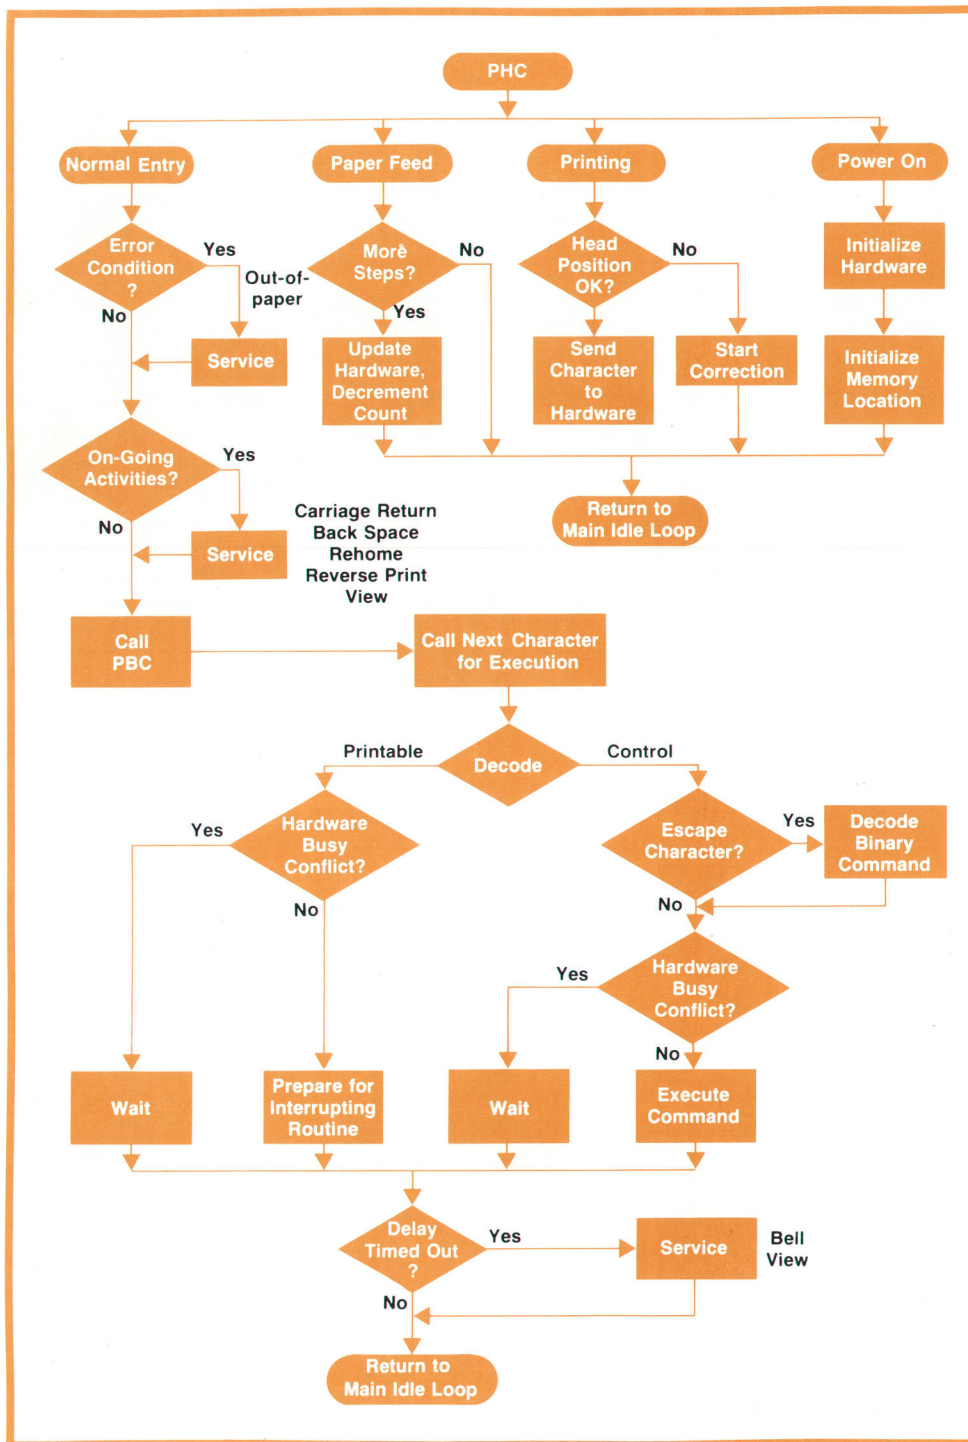 PHC
Normal Entry
Paper Feed
Printing
Power On
Error
Condition
?
Yes
No
Out-of-
paper
Service
More
Steps?
No
Yes
Update
Hardware,
Decrement
Count
Head
Position
OK?
No
Send
Character
to
Hardware
Start
Correction
Initialize
Hardware
Initialize
Memory
Location
Return to
Main Idle Loop
On-Going
Activities?
Yes
No
Service
Carriage Return
Back Space
Rehome
Reverse Print
View
Call
PBC
Call Next Character
for Execution
Decode
Printable
Control
Hardware
Busy
Conflict?
Yes
No
Escape
Character?
Yes
No
Decode
Binary
Command
Hardware
Busy
Conflict?
Yes
No
Wait
Prepare for
Interrupting
Routine
Wait
Execute
Command
Delay
Timed Out
?
Yes
No
Service
Bell
View
Return to
Main Idle Loop